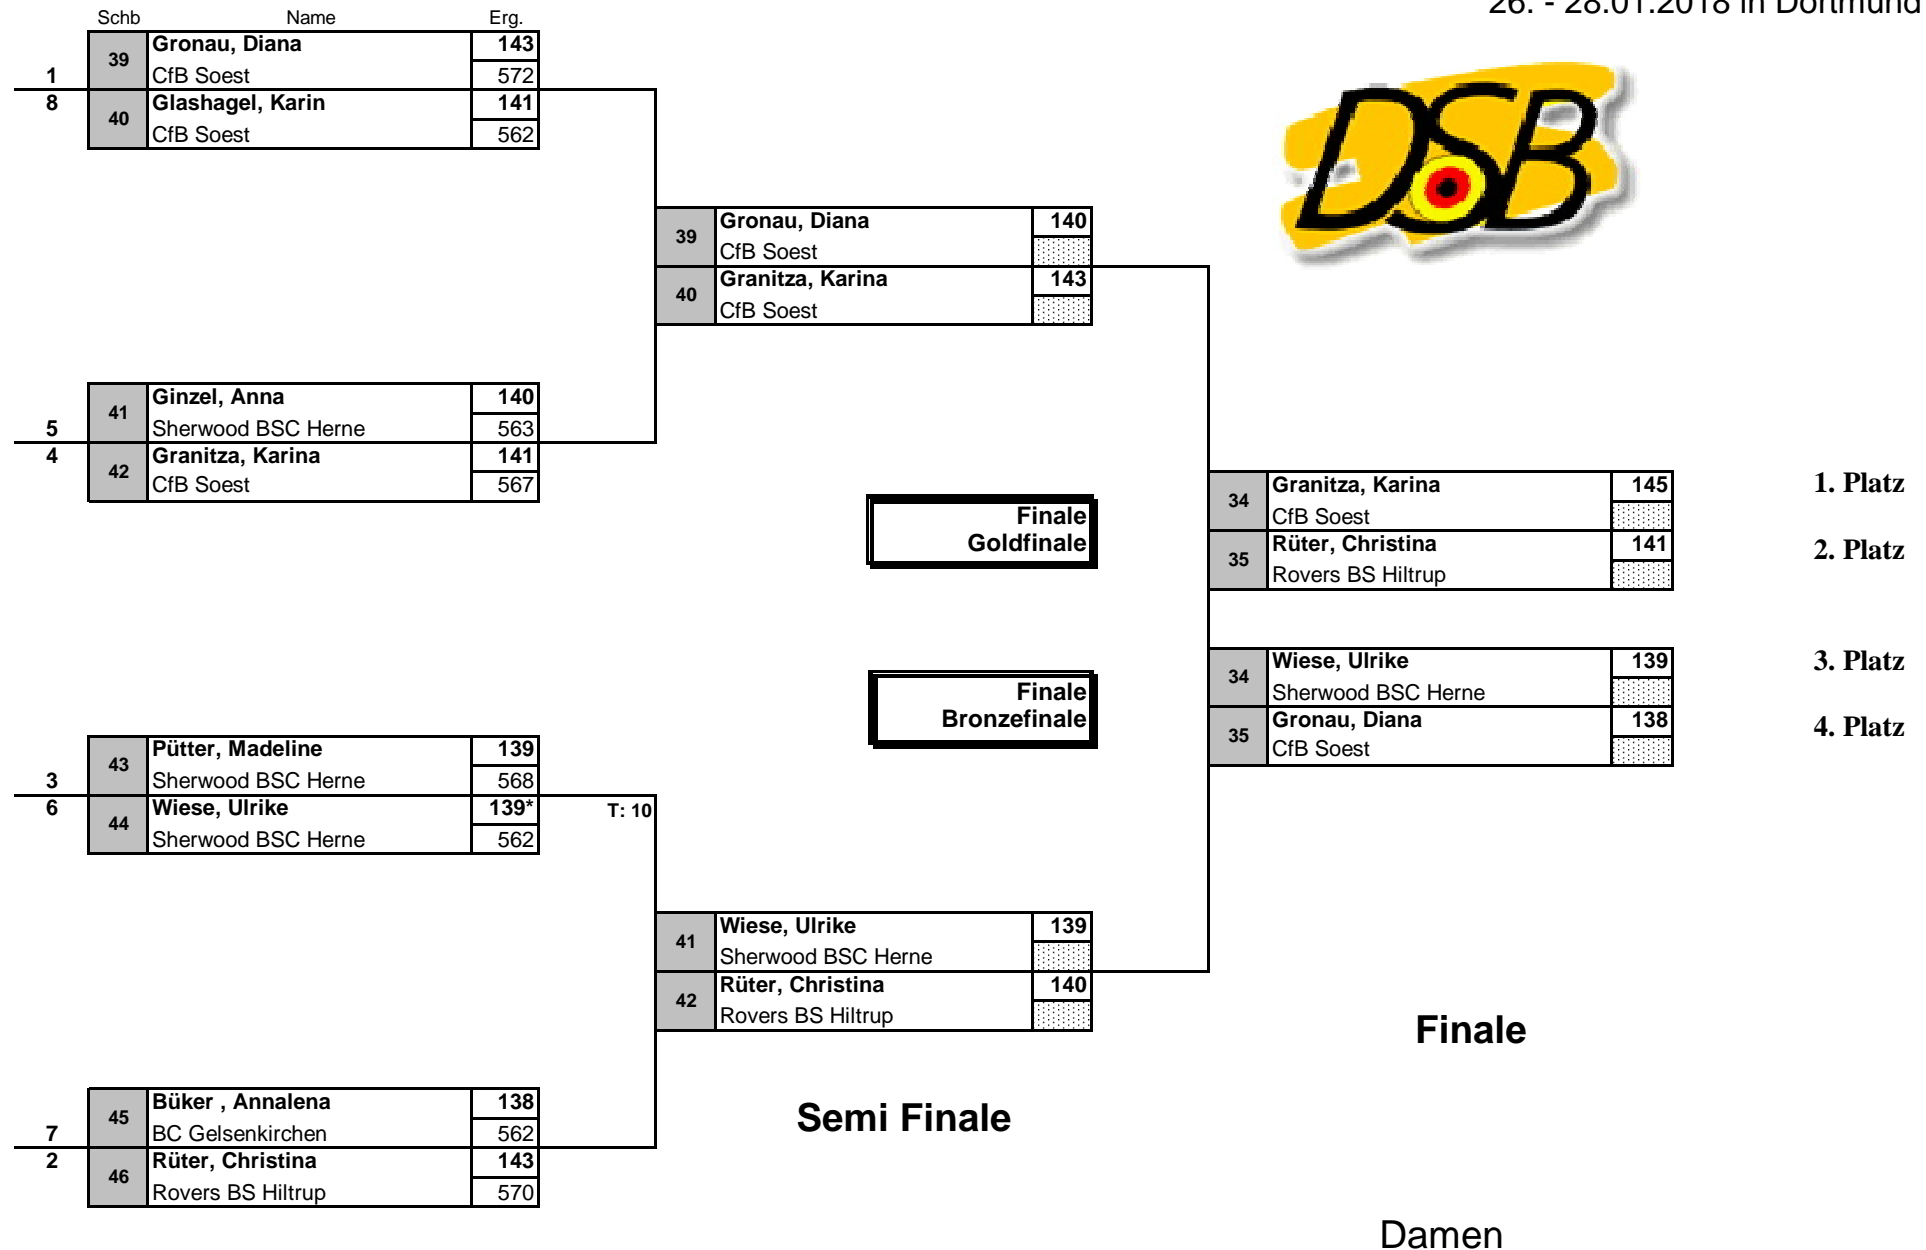 26. - 28.01.2018 in Dortmund
Schb Name Erg.
39 Gronau, Diana 143
1 CfB Soest 572
8 40 Glashagel, Karin 141
CfB Soest 562
DSB
39 Gronau, Diana 140
CfB Soest
40 Granitza, Karina 143
CfB Soest
41 Ginzel, Anna 140
5 Sherwood BSC Herne 563
4 42 Granitza, Karina 141
CfB Soest 567
Finale
Goldfinale
34 Granitza, Karina 145 1. Platz
CfB Soest
35 Rüter, Christina 141 2. Platz
Rovers BS Hiltrup
Finale
Bronzefinale
34 Wiese, Ulrike 139 3. Platz
Sherwood BSC Herne
35 Gronau, Diana 138 4. Platz
CfB Soest
43 Pütter, Madeline 139
3 Sherwood BSC Herne 568
6 44 Wiese, Ulrike 139* T: 10
Sherwood BSC Herne 562
41 Wiese, Ulrike 139
Sherwood BSC Herne
42 Rüter, Christina 140
Rovers BS Hiltrup
Finale
45 Büker , Annalena 138
7 BC Gelsenkirchen 562
2 46 Rüter, Christina 143
Rovers BS Hiltrup 570
Semi Finale
Damen